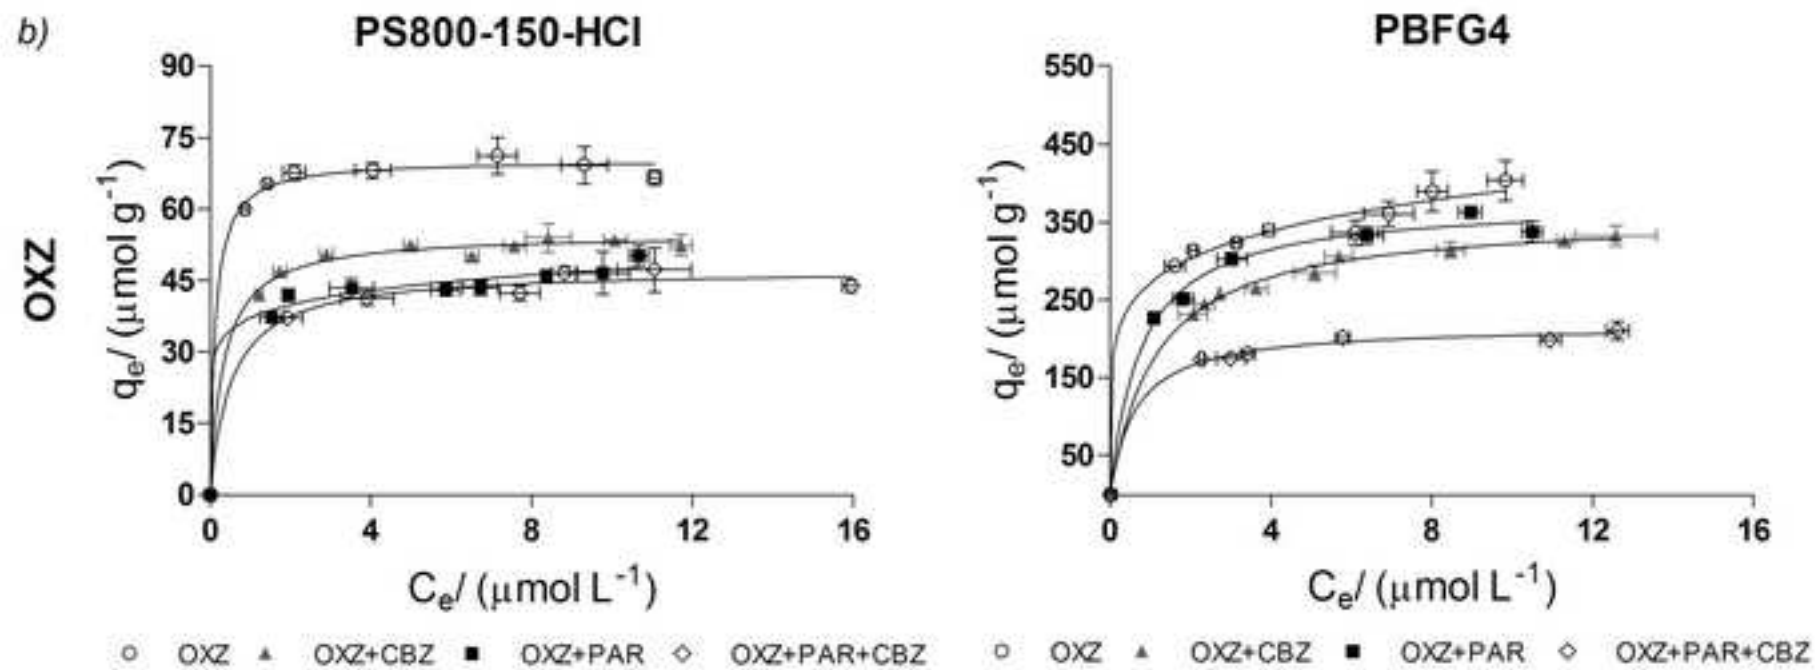 b)
PS800-150-HCl
PBFG4
OXZ
qe/ (μmol g⁻¹)
90
75
60
45
30
15
0
0 4 8 12 16
Ce/ (μmol L⁻¹)
OXZ OXZ+CBZ OXZ+PAR OXZ+PAR+CBZ
qe/ (μmol g⁻¹)
550
450
350
250
150
50
0 4 8 12 16
Ce/ (μmol L⁻¹)
OXZ OXZ+CBZ OXZ+PAR OXZ+PAR+CBZ